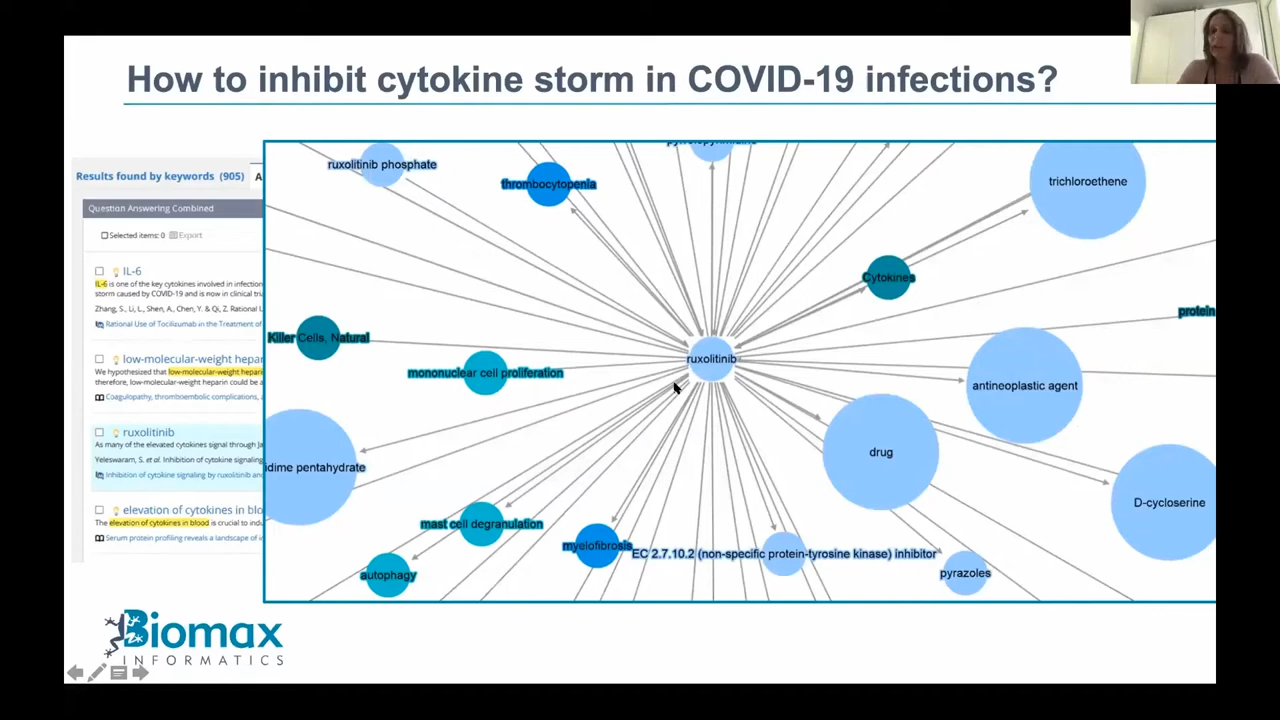 How to inhibit cytokine storm in COVID-19 infections?
Results found by keywords (905)
Question Answering Combined
Selected items: 0 Export
IL-6
IL-6 is one of the key cytokines involved in infection
storm caused by COVID-19 and is now in clinical tria
Zhang, S., Li, L., Shen, A., Chen, Y. & Qi, Z. Rational U
Rational Use of Tocilizumab in the Treatment of
low-molecular-weight hepari
We hypothesized that low-molecular-weight hepari
therefore, low-molecular-weight heparin could be a
Coagulopathy, thromboembolic complications, a
ruxolitinib
As many of the elevated cytokines signal through Ja
Yeleswaram, S. et al. Inhibition of cytokine signaling
Inhibition of cytokine signaling by ruxolitinib and
elevation of cytokines in blo
The elevation of cytokines in blood is crucial to indu
Serum protein profiling reveals a landscape of i
ruxolitinib phosphate
thrombocytopenia
trichloroethene
Cytokines
protein
Killer Cells, Natural
ruxolitinib
mononuclear cell proliferation
antineoplastic agent
drug
dime pentahydrate
D-cycloserine
mast cell degranulation
myelofibrosis
EC 2.7.10.2 (non-specific protein-tyrosine kinase) inhibitor
autophagy
pyrazoles
Biomax
INFORMATICS